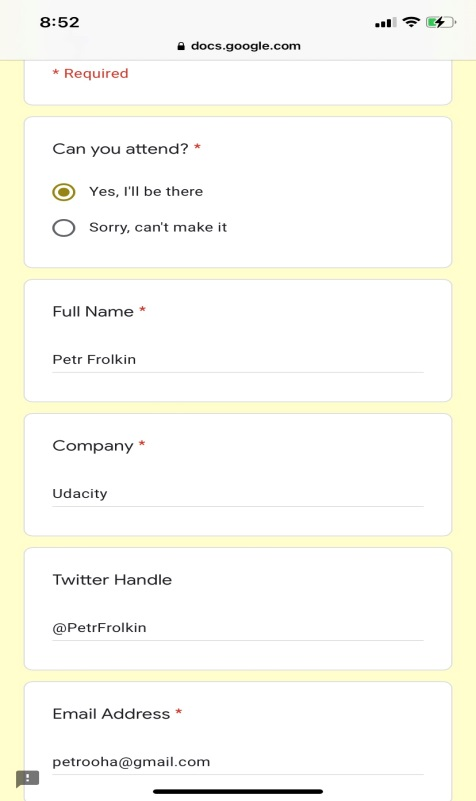 8:52
docs.google.com
* Required
Can you attend? *
Yes, I'll be there
Sorry, can't make it
Full Name *
Petr Frolkin
Company *
Udacity
Twitter Handle
@PetrFrolkin
Email Address *
petrooha@gmail.com